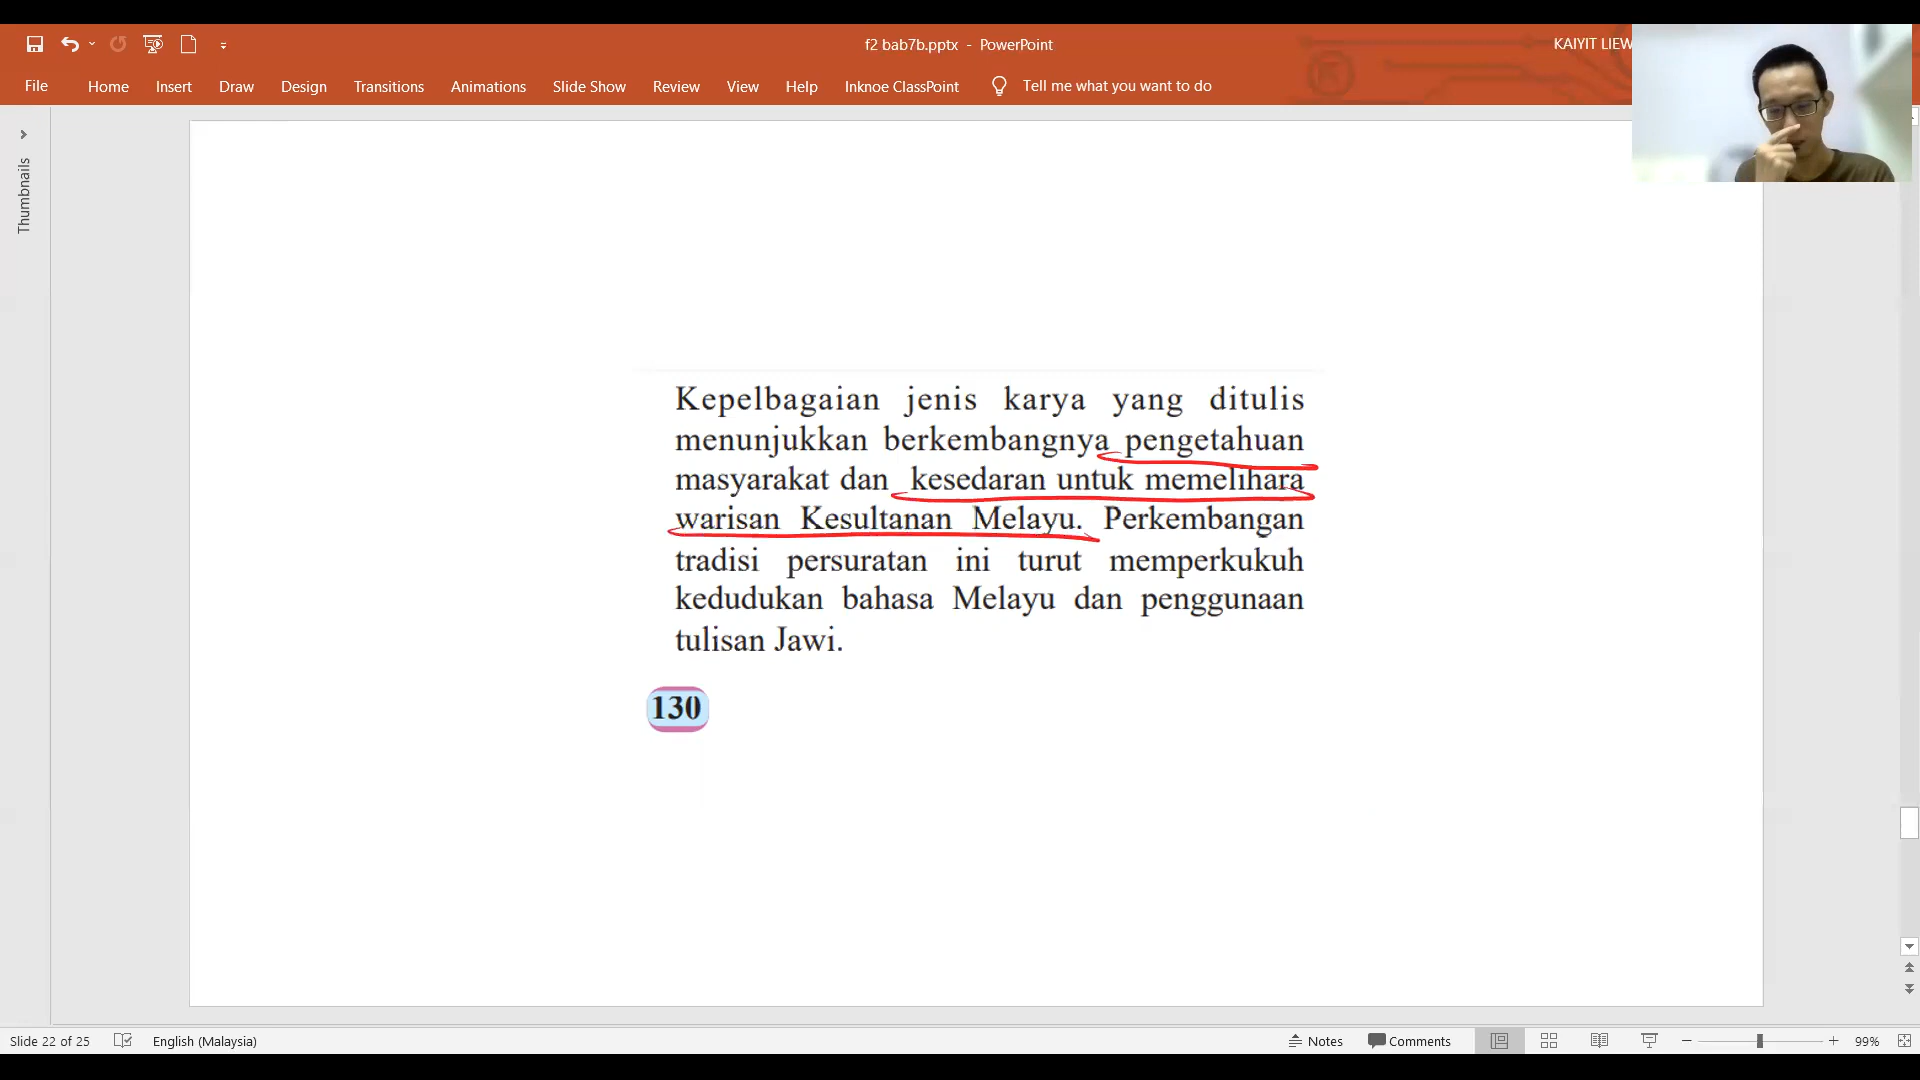 f2 bab7b.pptx - PowerPoint
KAIYIT LIEW
File Home Insert Draw Design Transitions Animations Slide Show Review View Help Inknoe ClassPoint Tell me what you want to do
Thumbnails
Kepelbagaian jenis karya yang ditulis
menunjukkan berkembangnya pengetahuan
masyarakat dan kesedaran untuk memelihara
warisan Kesultanan Melayu. Perkembangan
tradisi persuratan ini turut memperkukuh
kedudukan bahasa Melayu dan penggunaan
tulisan Jawi.
130
Slide 22 of 25 English (Malaysia) Notes Comments 99%